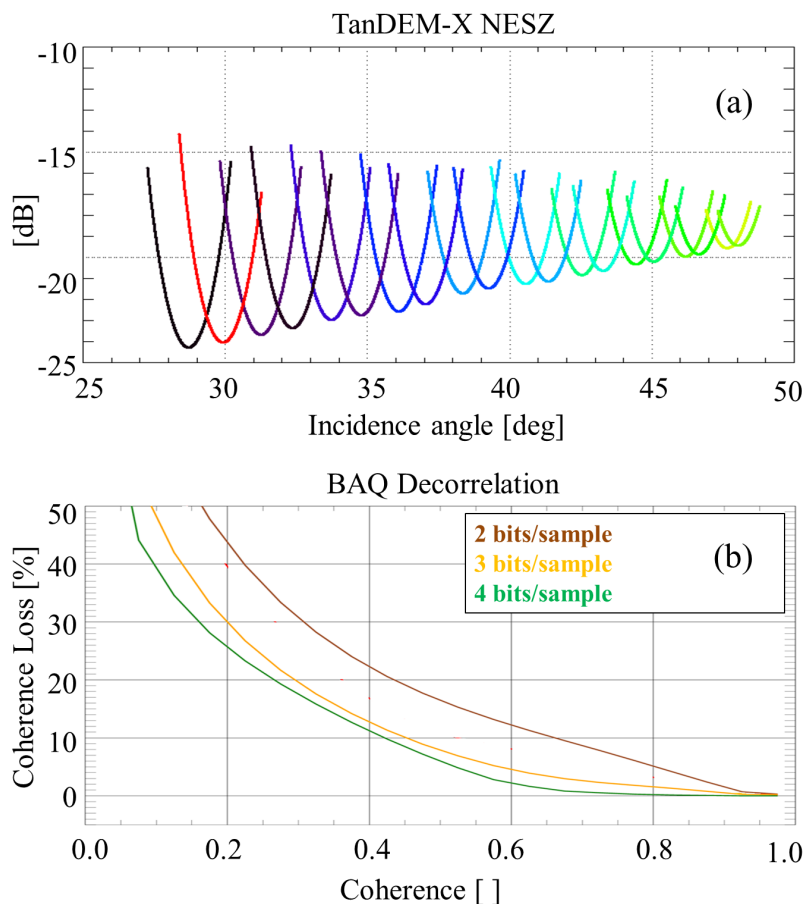 TanDEM-X NESZ
-10
(a)
-15
[dB]
-20
-25
25 30 35 40 45 50
Incidence angle [deg]
BAQ Decorrelation
50
2 bits/sample
3 bits/sample
(b)
4 bits/sample
40
30
20
10
0
Coherence Loss [%]
0.0 0.2 0.4 0.6 0.8 1.0
Coherence [ ]